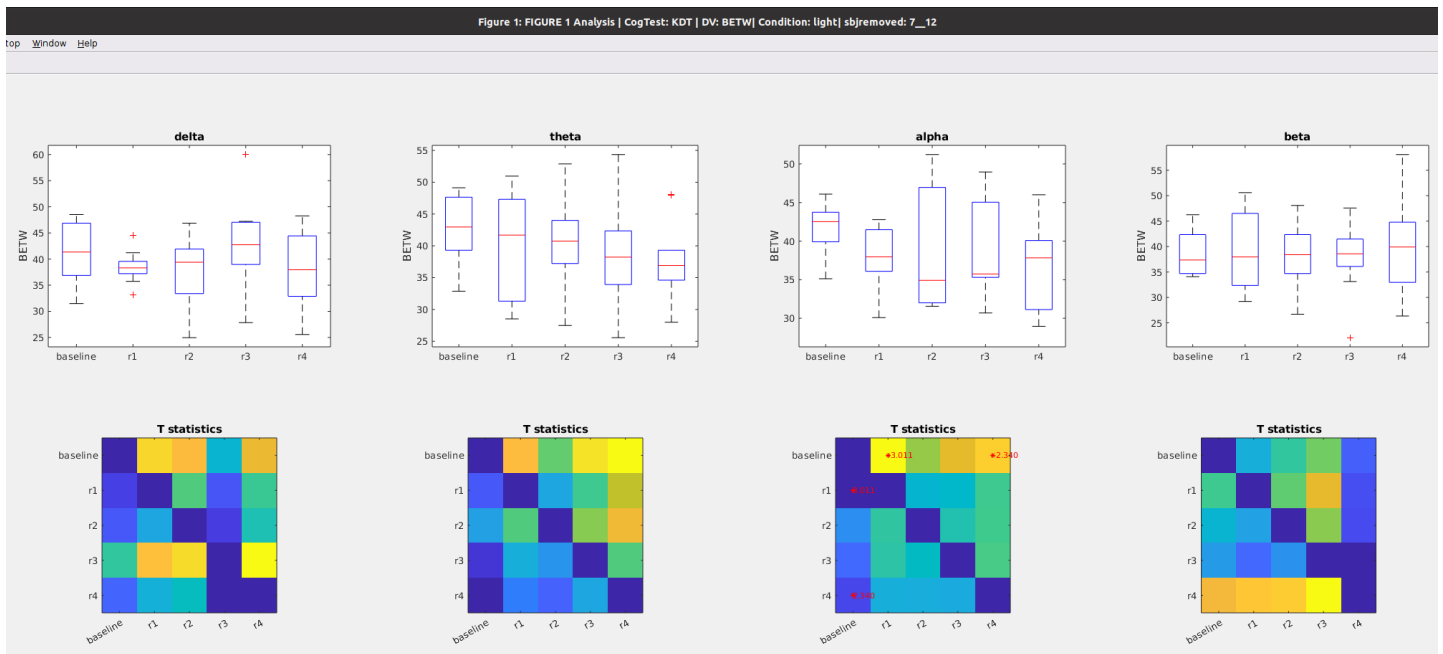 Figure 1: FIGURE 1 Analysis | CogTest: KDT | DV: BETW| Condition: light| sbjremoved: 7__12
top Window Help
delta
BETW
60
55
50
45
40
35
30
25
baseline r1 r2 r3 r4
theta
BETW
55
50
45
40
35
30
25
baseline r1 r2 r3 r4
alpha
BETW
50
45
40
35
30
baseline r1 r2 r3 r4
beta
BETW
55
50
45
40
35
30
25
baseline r1 r2 r3 r4
T statistics
baseline
r1
r2
r3
r4
baseline r1 r2 r3 r4
T statistics
baseline
r1
r2
r3
r4
baseline r1 r2 r3 r4
T statistics
baseline
3.011
2.340
r1
r2
r3
r4
baseline r1 r2 r3 r4
T statistics
baseline
r1
r2
r3
r4
baseline r1 r2 r3 r4